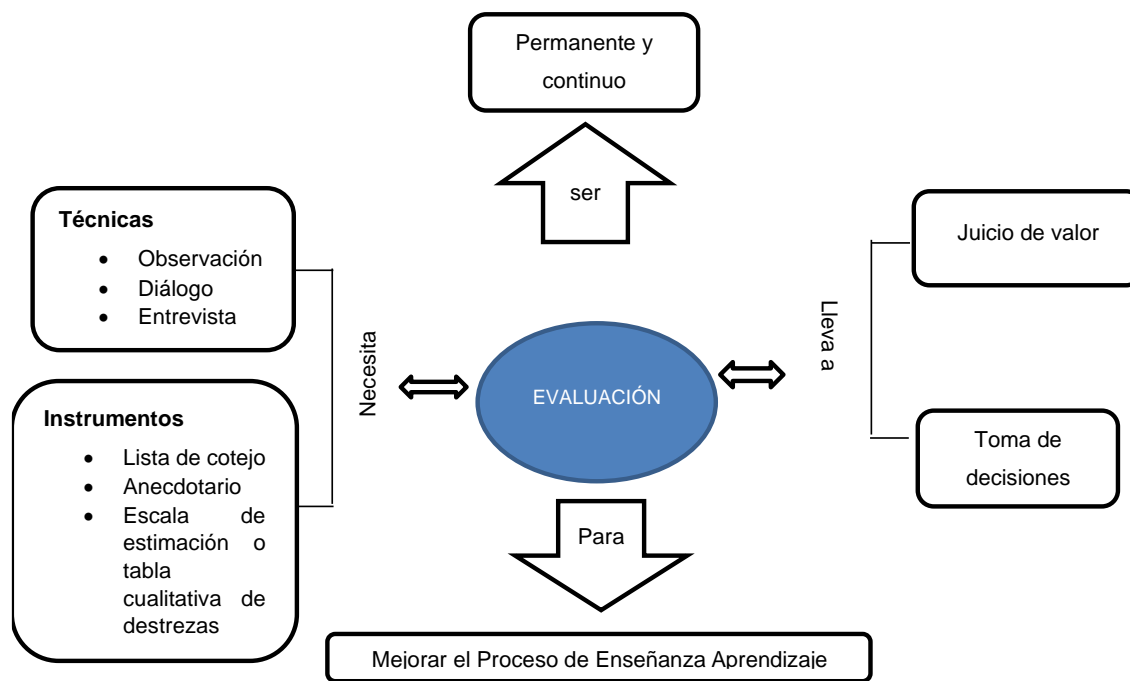 Permanente y
continuo
ser
Técnicas
• Observación
• Diálogo
• Entrevista
Necesita
Instrumentos
• Lista de cotejo
• Anecdotario
• Escala de
estimación o
tabla
cualitativa de
destrezas
EVALUACIÓN
Lleva a
Juicio de valor
Toma de
decisiones
Para
Mejorar el Proceso de Enseñanza Aprendizaje